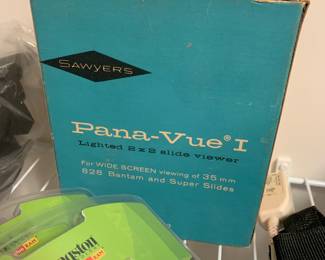 SAWYER'S
Pana-Vue® I
Lighted 2 x 2 slide viewer
For WIDE SCREEN viewing of 35 mm
828 Bantam and Super Slides